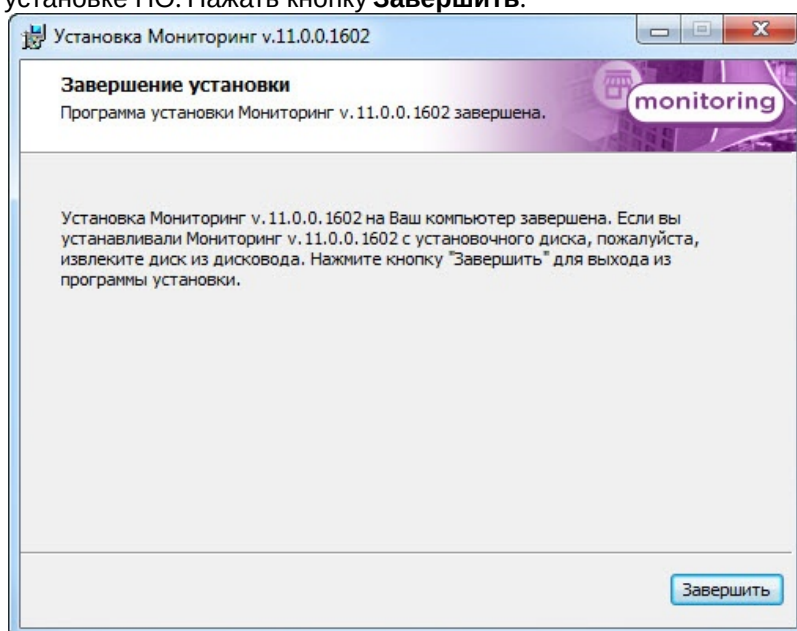 установке ПО. Нажать кнопку Завершить.
Установка Мониторинг v.11.0.0.1602
Завершение установки
Программа установки Мониторинг v.11.0.0.1602 завершена.
monitoring
Установка Мониторинг v.11.0.0.1602 на Ваш компьютер завершена. Если вы
устанавливали Мониторинг v.11.0.0.1602 с установочного диска, пожалуйста,
извлеките диск из дисковода. Нажмите кнопку "Завершить" для выхода из
программы установки.
Завершить